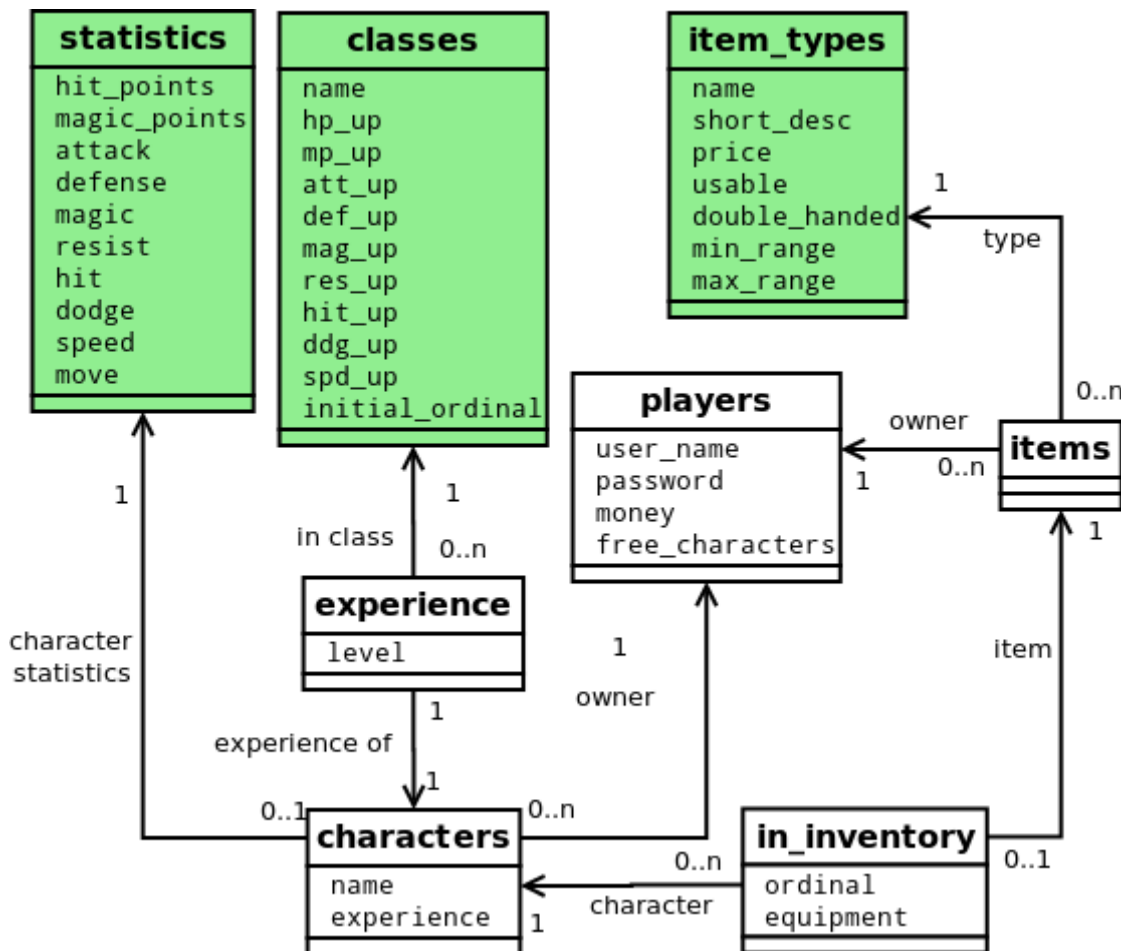 statistics
hit_points
magic_points
attack
defense
magic
resist
hit
dodge
speed
move
classes
name
hp_up
mp_up
att_up
def_up
mag_up
res_up
hit_up
ddg_up
spd_up
initial_ordinal
item_types
name
short_desc
price
usable
double_handed
min_range
max_range
1
type
0..n
players
user_name
password
money
free_characters
owner
0..n
1
items
1
1
1
in class
0..n
experience
level
character
statistics
1
owner
item
1
experience of
1
0..1
0..n
characters
name
experience
0..n
character
1
in_inventory
ordinal
equipment
0..1